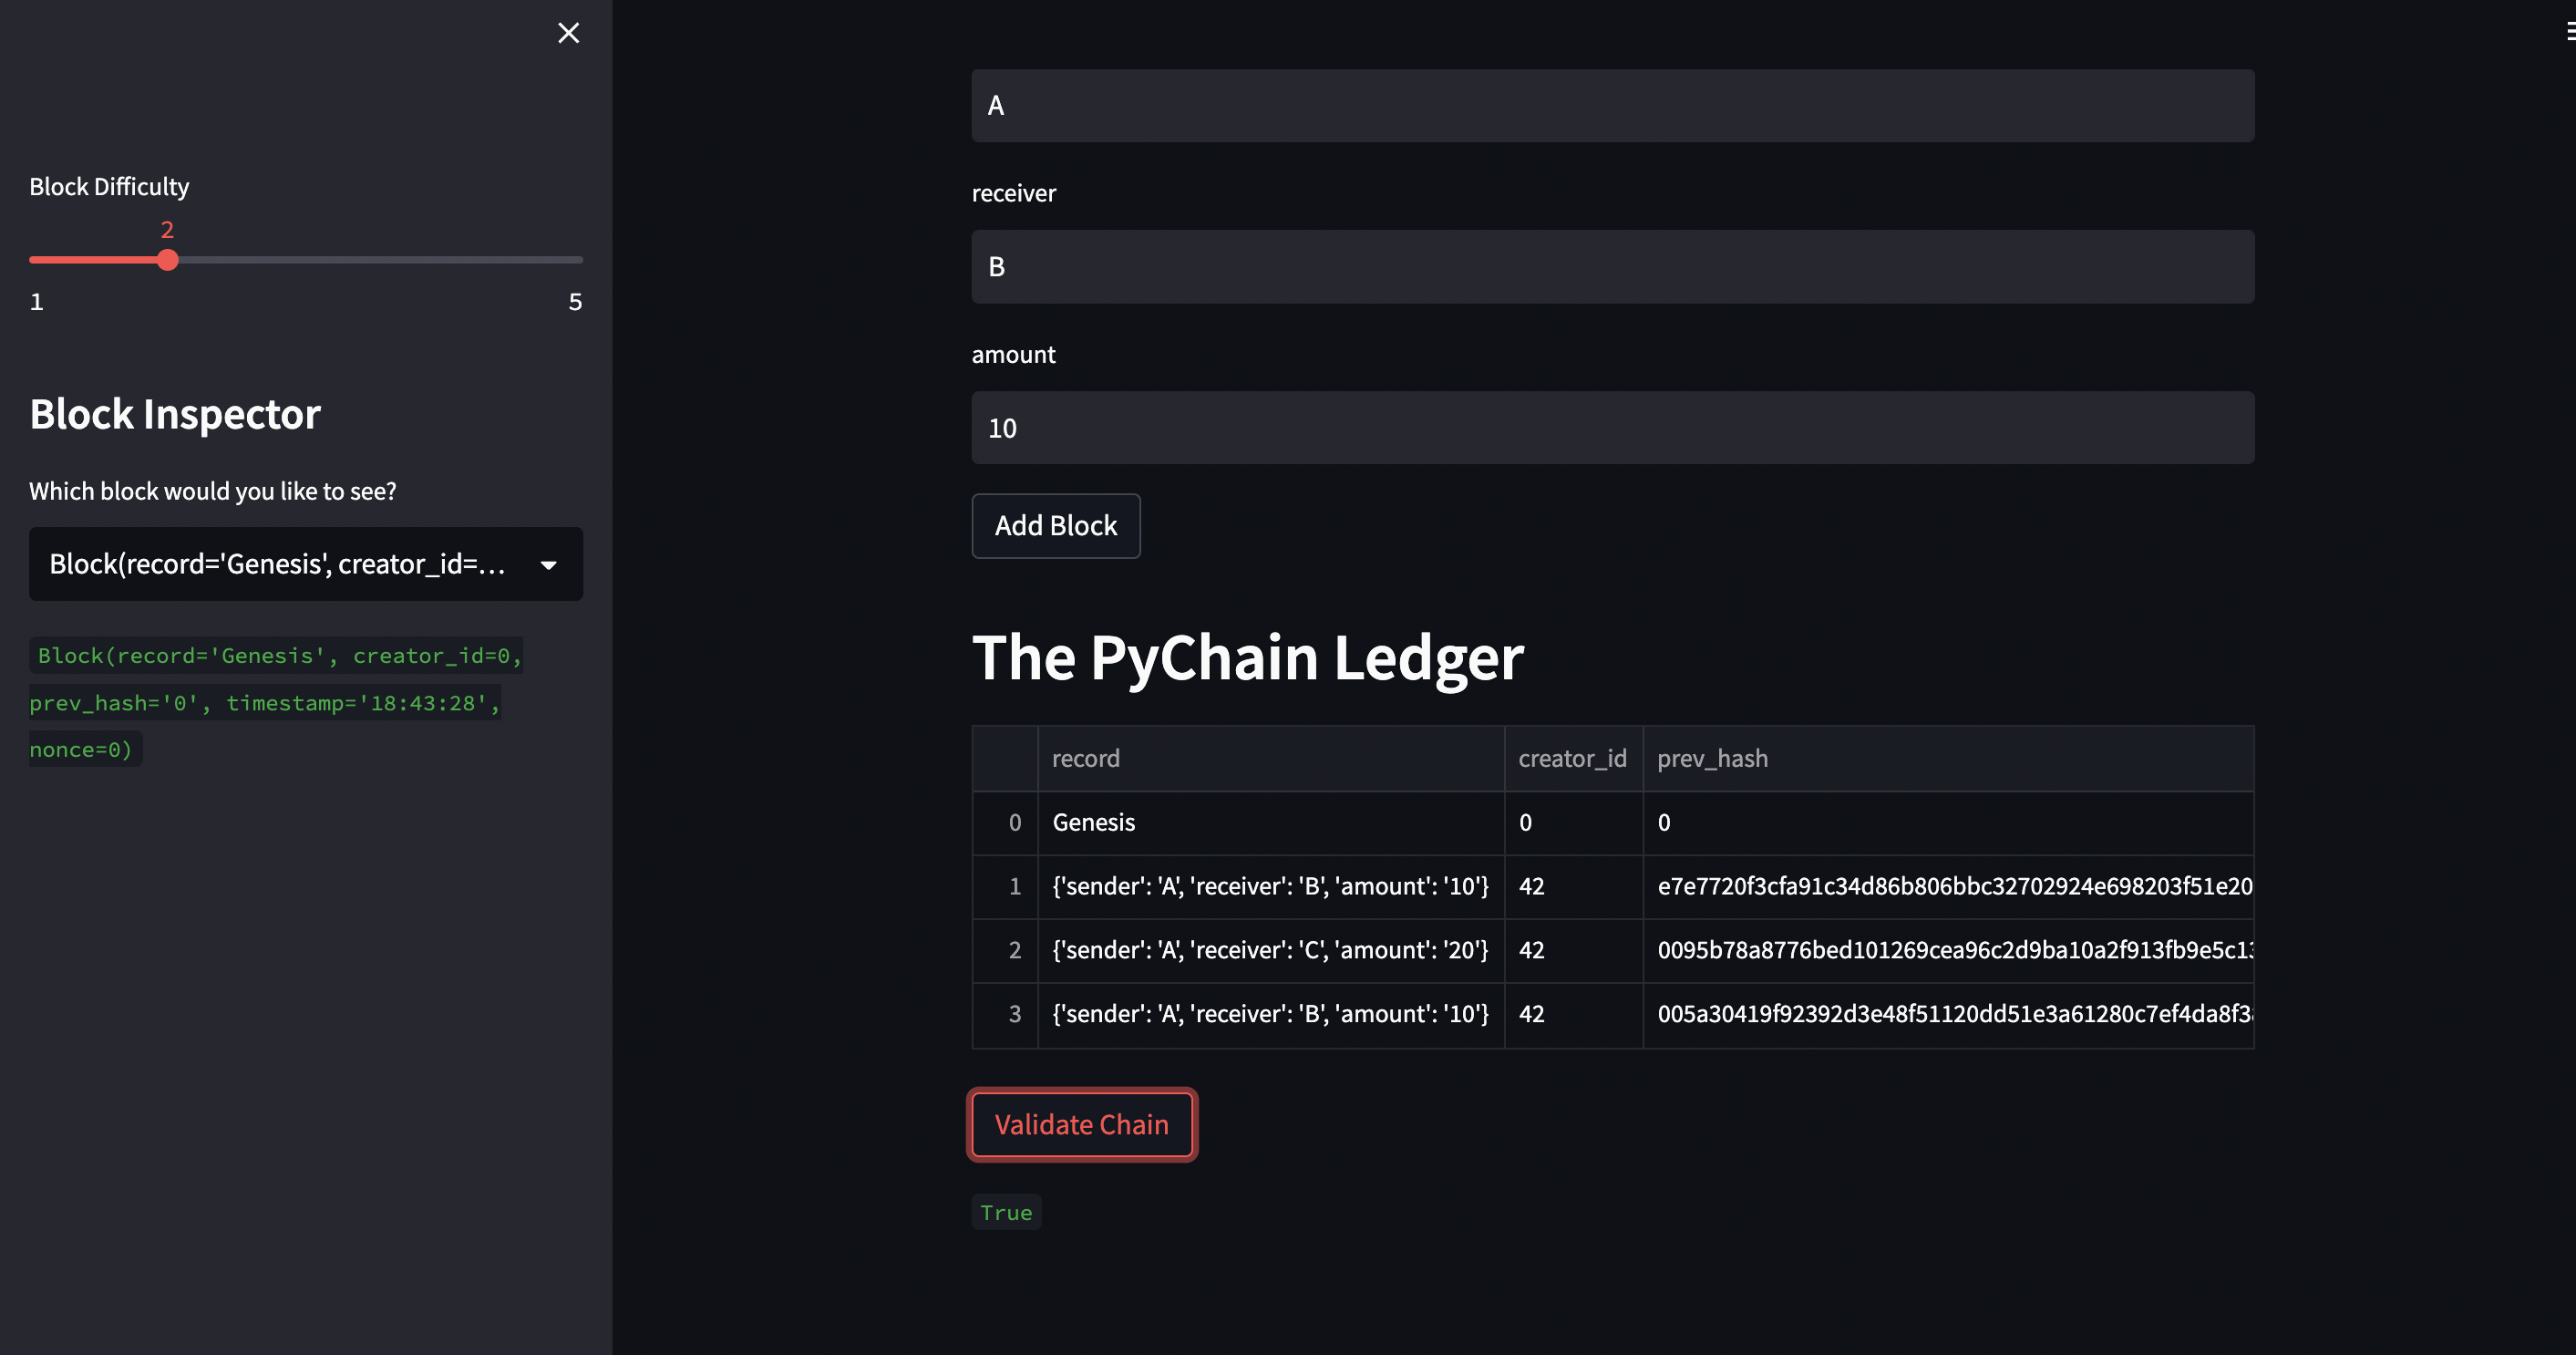 Block Difficulty
2
1 5
Block Inspector
Which block would you like to see?
Block(record='Genesis', creator_id=...
Block(record='Genesis', creator_id=0,
prev_hash='0', timestamp='18:43:28',
nonce=0)
A
receiver
B
amount
10
Add Block
The PyChain Ledger
record creator_id prev_hash
0 Genesis 0 0
1 {'sender': 'A', 'receiver': 'B', 'amount': '10'} 42 e7e7720f3cfa91c34d86b806bbc32702924e698203f51e20
2 {'sender': 'A', 'receiver': 'C', 'amount': '20'} 42 0095b78a8776bed101269cea96c2d9ba10a2f913fb9e5c13
3 {'sender': 'A', 'receiver': 'B', 'amount': '10'} 42 005a30419f92392d3e48f51120dd51e3a61280c7ef4da8f3
Validate Chain
True